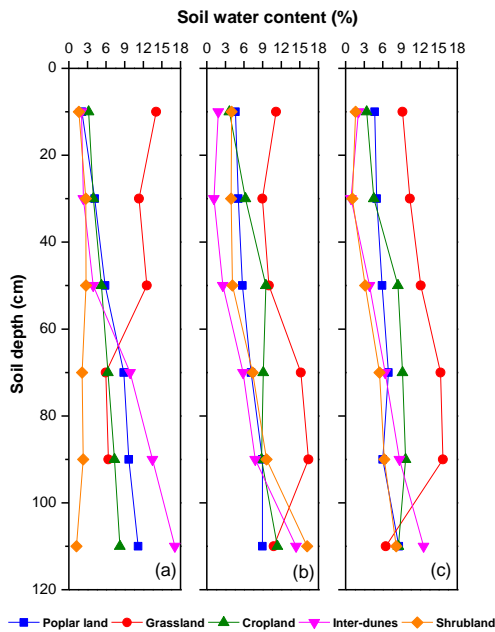 Soil water content (%)
0 3 6 9 12 15 18 0 3 6 9 12 15 18 0 3 6 9 12 15 18
0
20
40
60
80
100
120
Soil depth (cm)
(a) (b) (c)
Poplar land Grassland Cropland Inter-dunes Shrubland